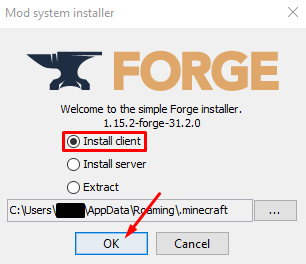 Mod system installer
FORGE
Welcome to the simple Forge installer.
1.15.2-forge-31.2.0
Install client
Install server
Extract
C:\Users\ \AppData\Roaming\.minecraft
...
OK
Cancel